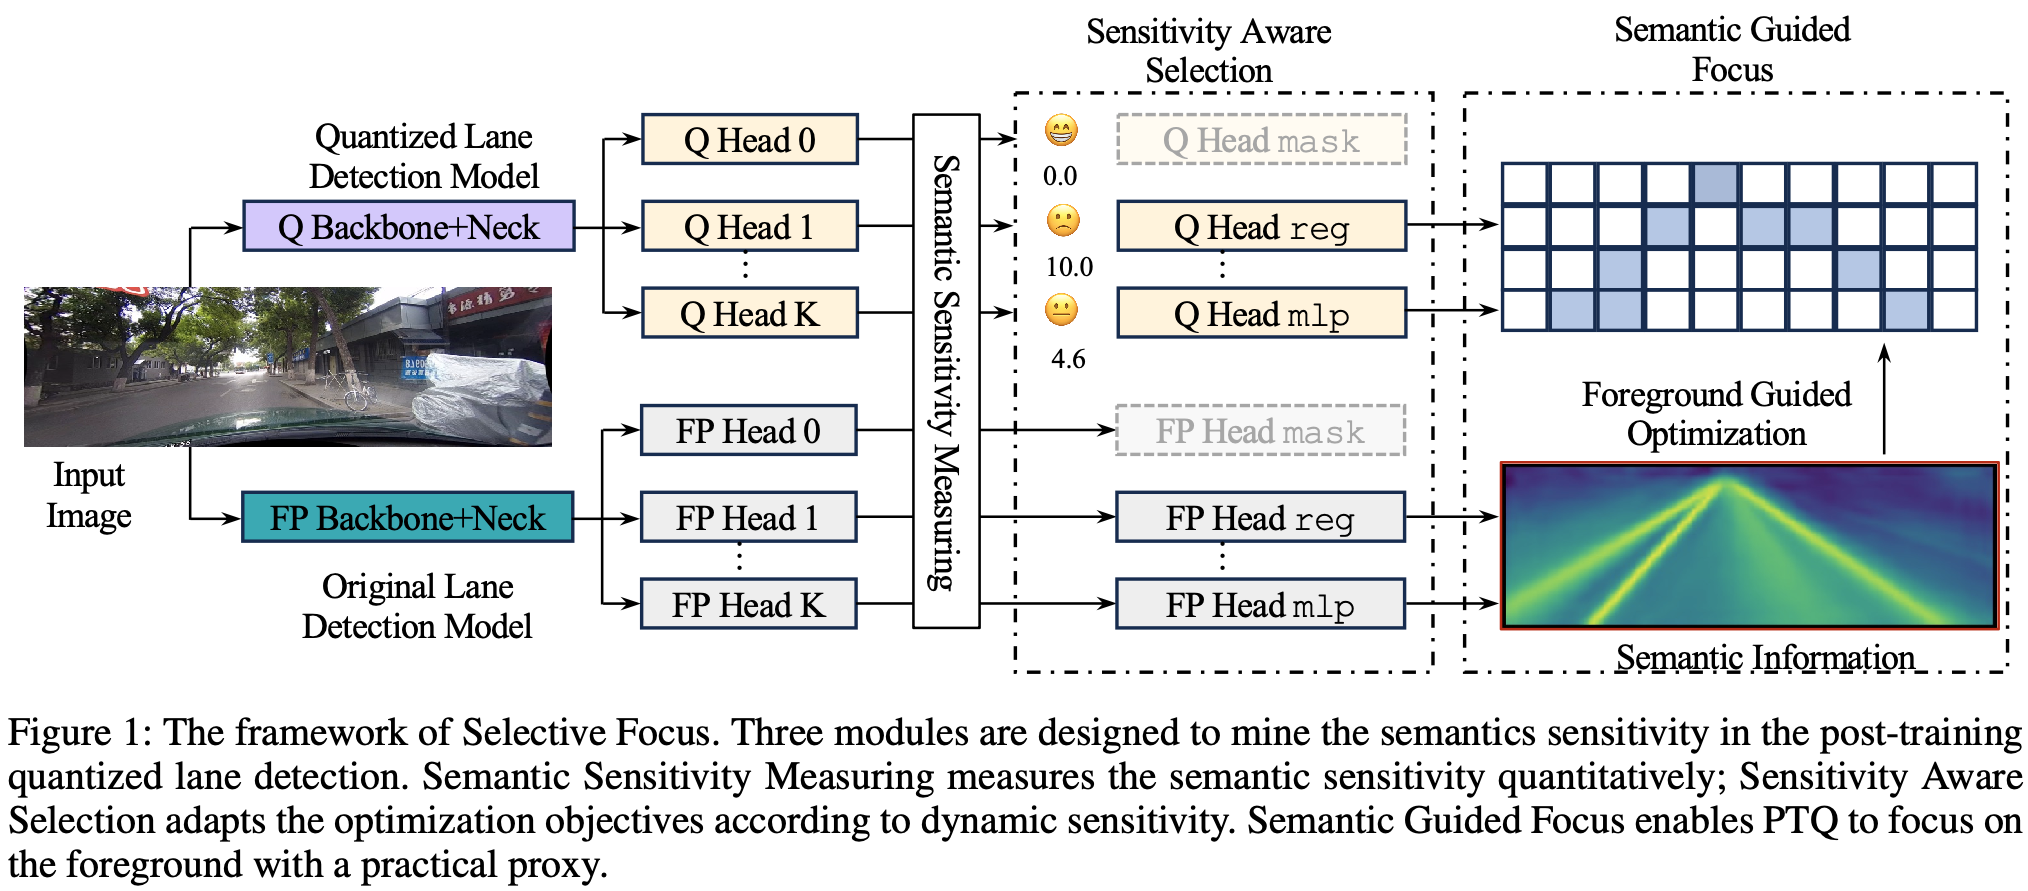 Sensitivity Aware
Selection
Semantic Guided
Focus
Quantized Lane
Detection Model
Q Backbone+Neck
Q Head 0
Q Head 1
Q Head K
Semantic Sensitivity Measuring
0.0
10.0
4.6
Q Head mask
Q Head reg
Q Head mlp
Input
Image
FP Backbone+Neck
Original Lane
Detection Model
FP Head 0
FP Head 1
FP Head K
FP Head mask
FP Head reg
FP Head mlp
Foreground Guided
Optimization
Semantic Information
Figure 1: The framework of Selective Focus. Three modules are designed to mine the semantics sensitivity in the post-training
quantized lane detection. Semantic Sensitivity Measuring measures the semantic sensitivity quantitatively; Sensitivity Aware
Selection adapts the optimization objectives according to dynamic sensitivity. Semantic Guided Focus enables PTQ to focus on
the foreground with a practical proxy.